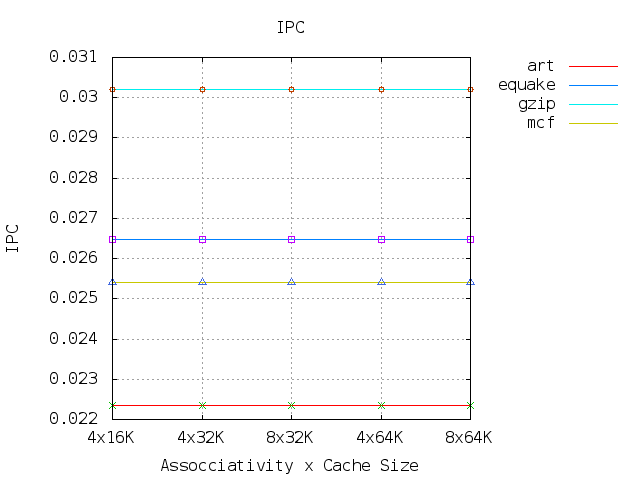 IPC
0.031
0.03
0.029
0.028
0.027
0.026
0.025
0.024
0.023
0.022
IPC
4x16K 4x32K 8x32K 4x64K 8x64K
Assocciativity x Cache Size
art
equake
gzip
mcf